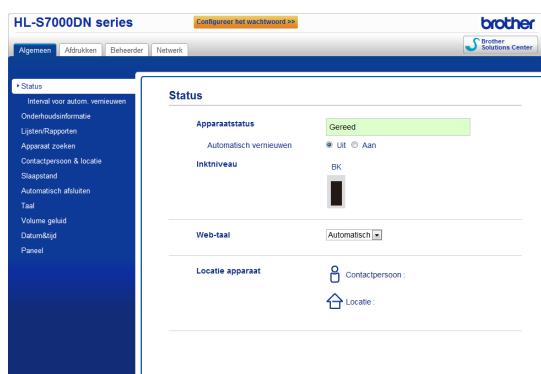 HL-S7000DN series
Configureer het wachtwoord >>
brother
Algemeen
Afdrukken
Beheerder
Netwerk
Brother
Solutions Center
Status
Interval voor autom. vernieuwen
Onderhoudsinformatie
Lijsten/Rapporten
Apparaat zoeken
Contactpersoon & locatie
Slaapstand
Automatisch afsluiten
Taal
Volume geluid
Datum&tijd
Paneel
Status
Apparaatstatus
Gereed
Automatisch vernieuwen
Uit
Aan
Inktniveau
BK
Web-taal
Automatisch
Locatie apparaat
Contactpersoon :
Locatie :